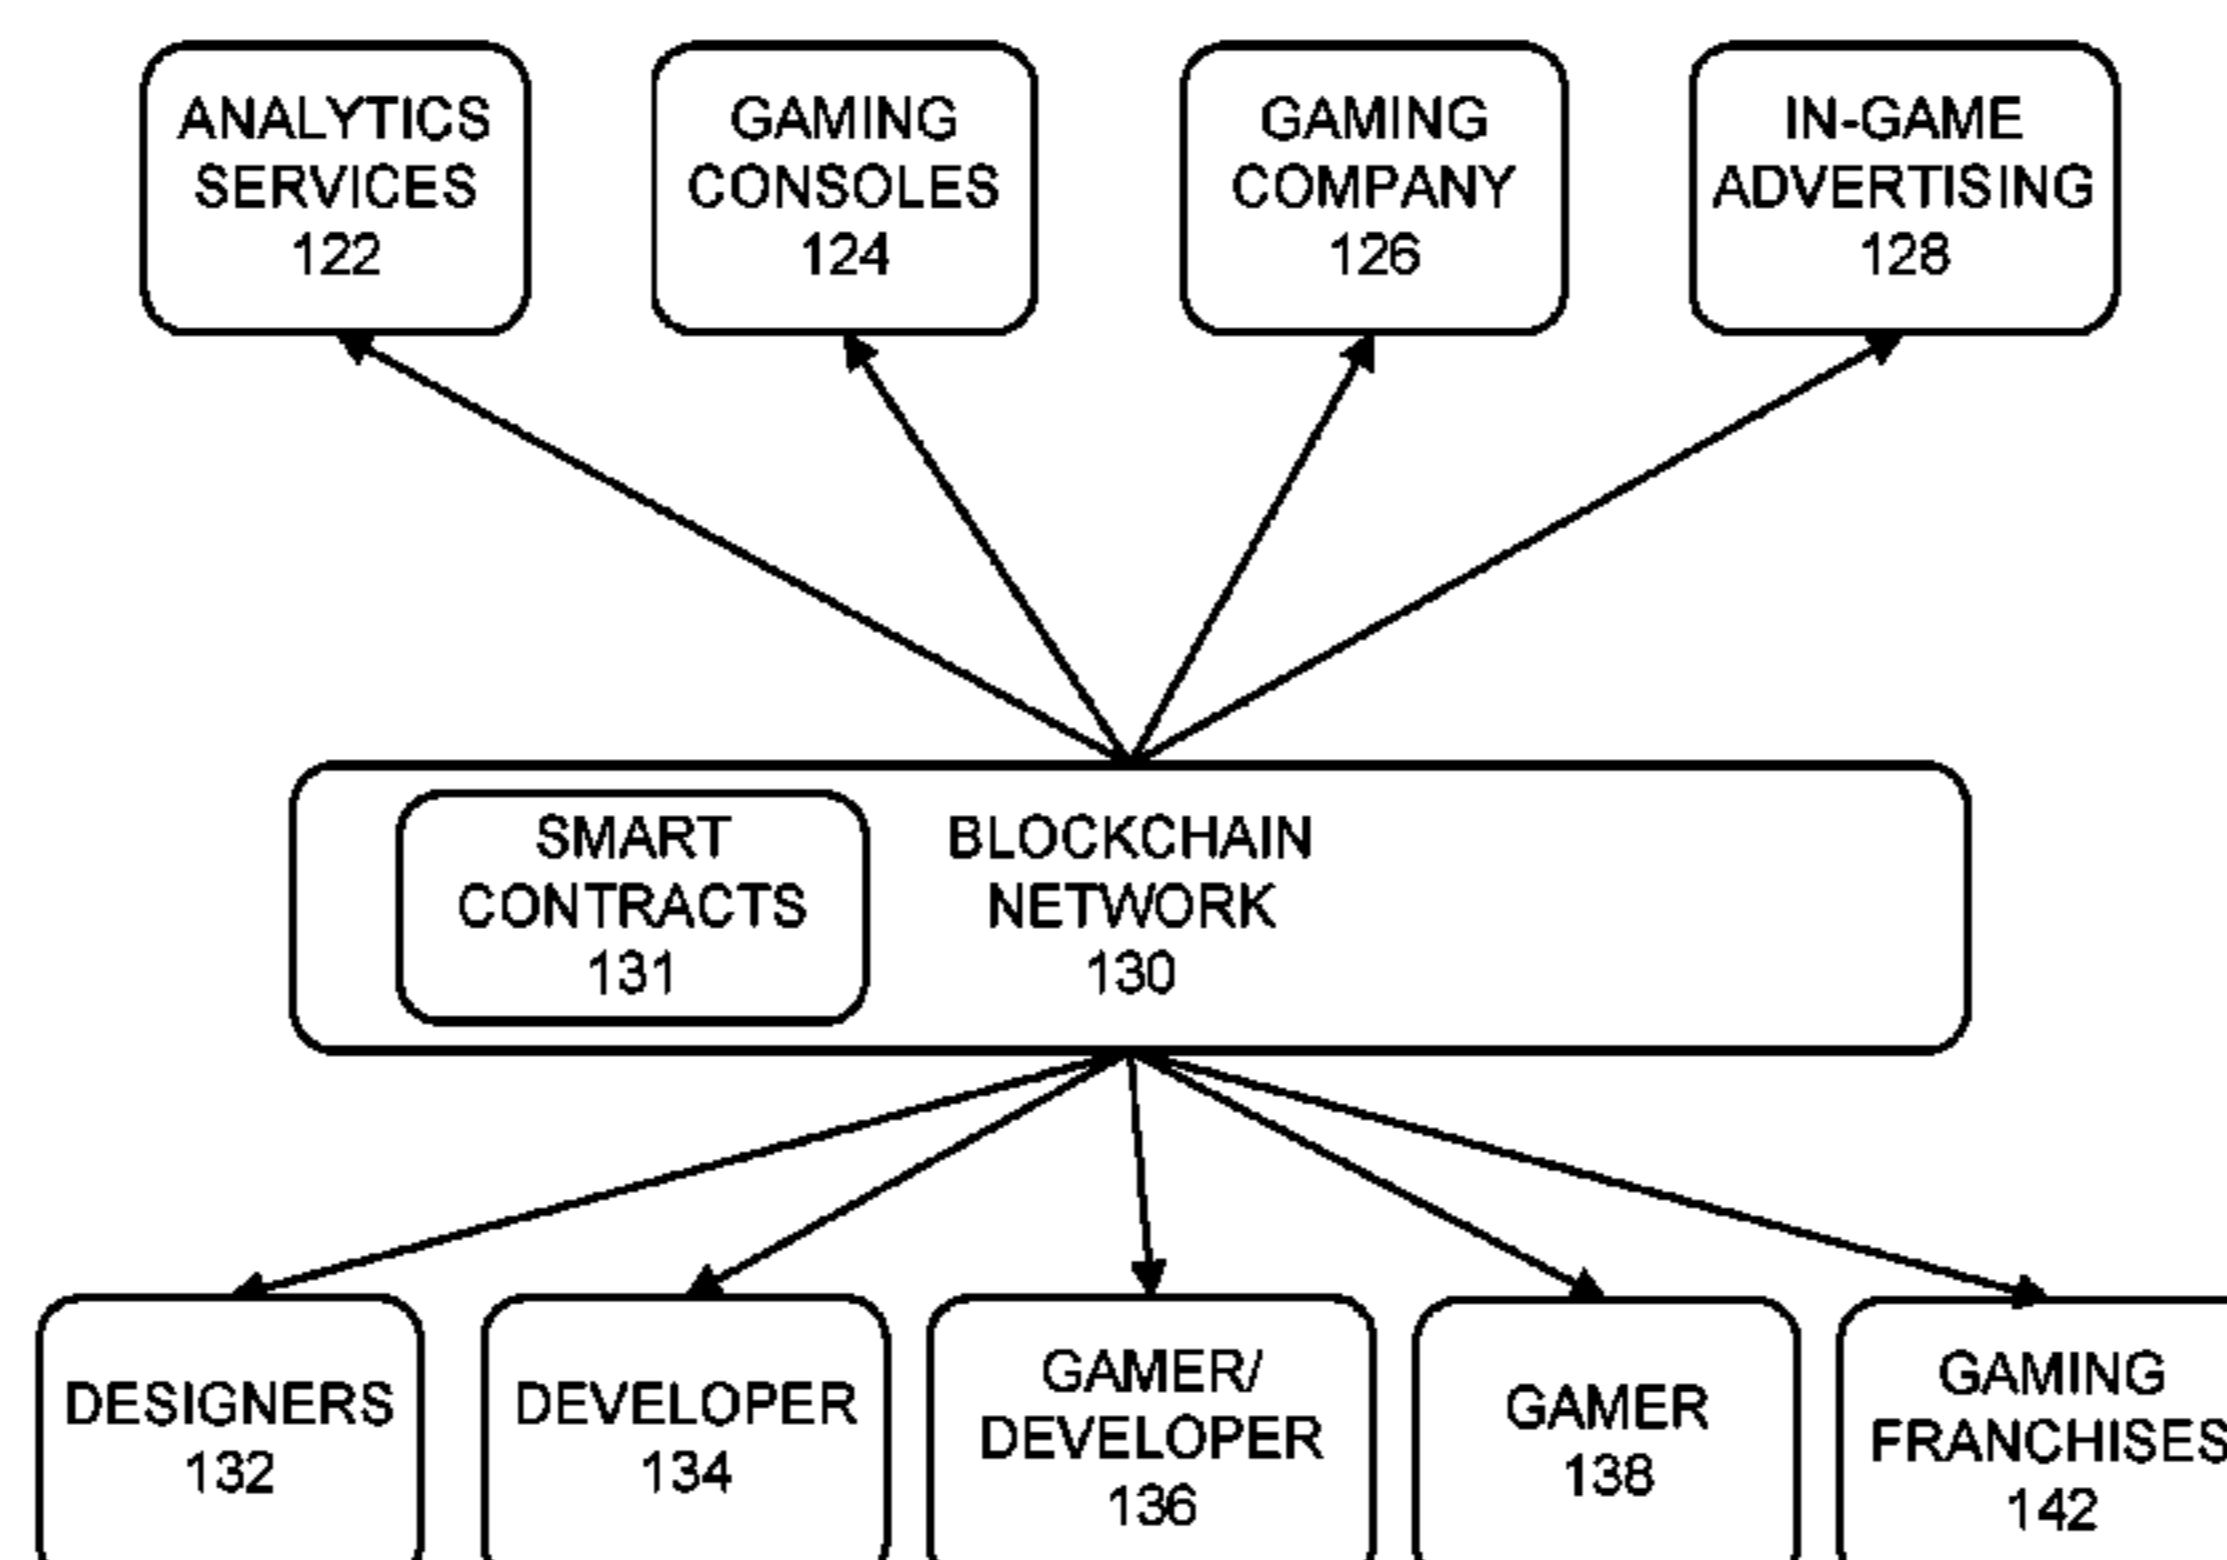 ANALYTICS
SERVICES
122
GAMING
CONSOLES
124
GAMING
COMPANY
126
IN-GAME
ADVERTISING
128
SMART
CONTRACTS
131
BLOCKCHAIN
NETWORK
130
DESIGNERS
132
DEVELOPER
134
GAMER/
DEVELOPER
136
GAMER
138
GAMING
FRANCHISES
142